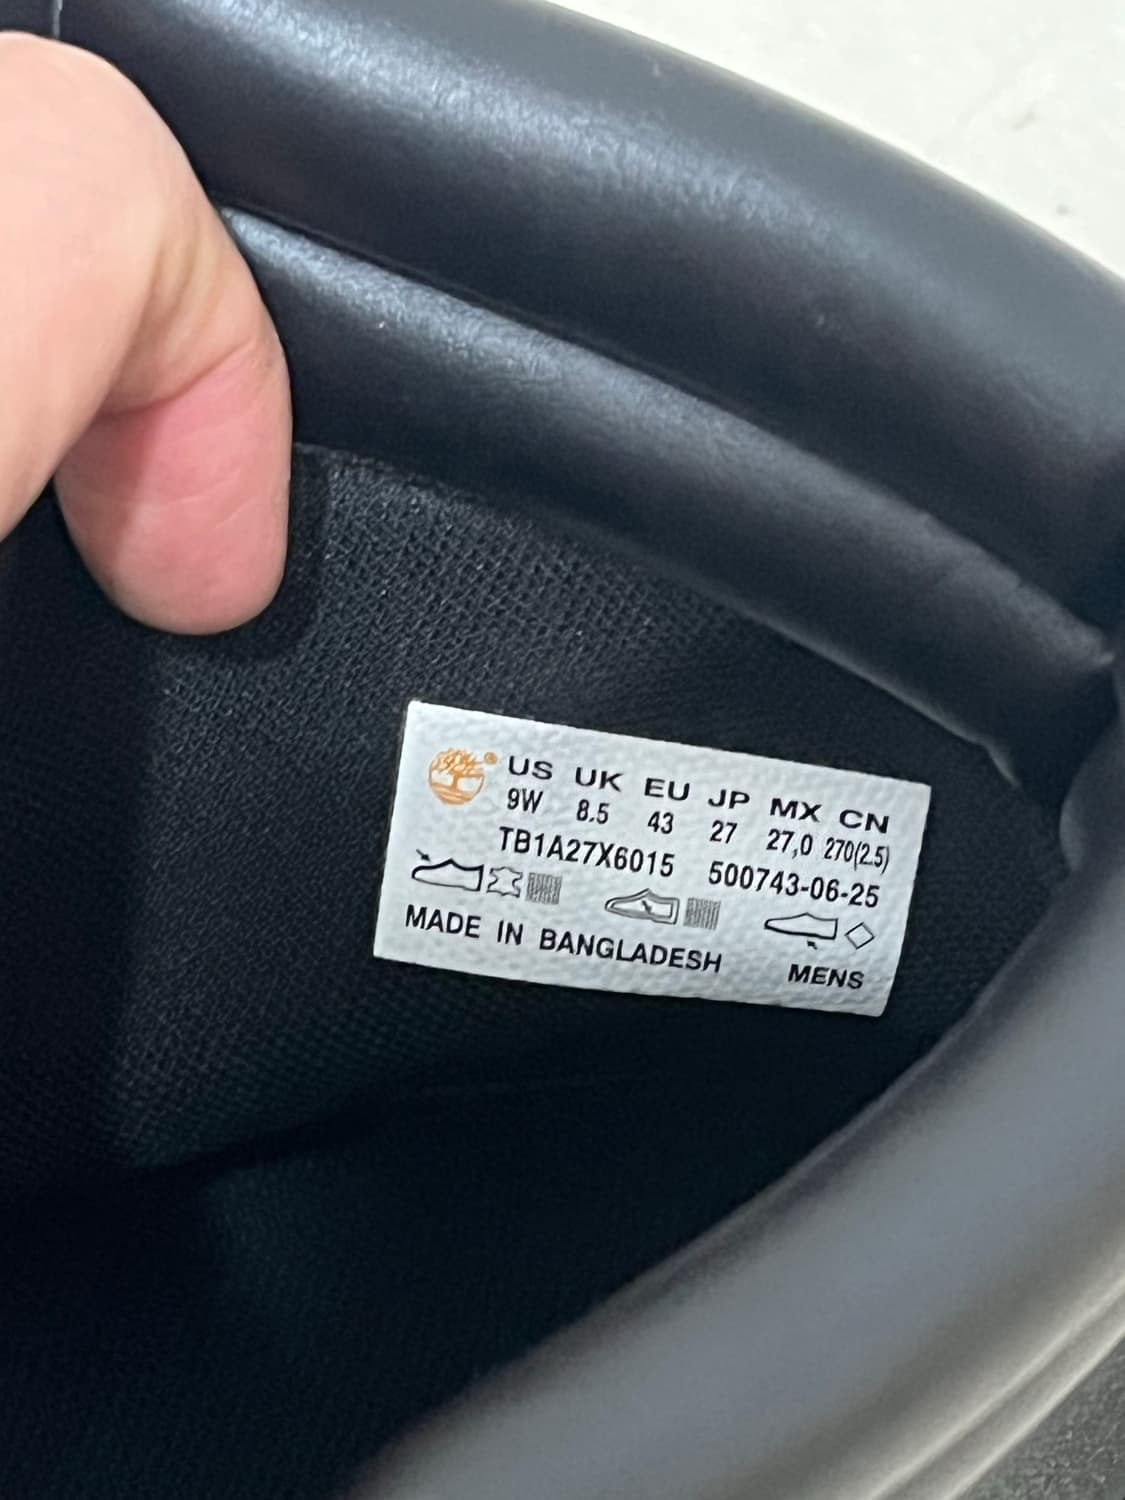 ® US UK EU JP MX CN
9W 8.5 43 27 27,0 270(2.5)
TB1A27X6015 500743-06-25
MADE IN BANGLADESH MENS